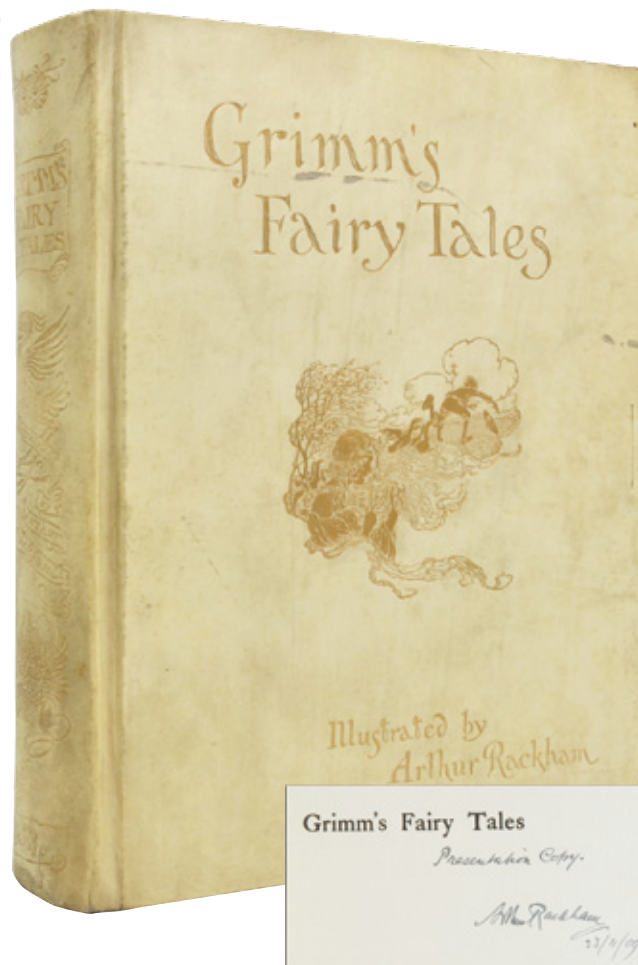 Grimm's
Fairy Tales
Illustrated by
Arthur Rackham
GRIMM'S
FAIRY
TALES
Grimm's Fairy Tales
Presentation Copy.
Arthur Rackham